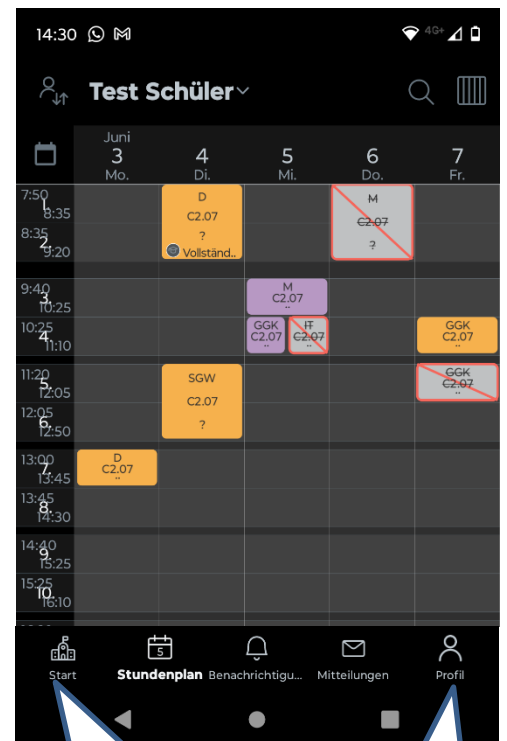 14:30
4G+
Test Schüler
Juni
3 4 5 6 7
Mo. Di. Mi. Do. Fr.
7:50
1.
8:35
8:35
2.
9:20
D
C2.07
?
Vollständ..
M
C2.07
?
9:40
3.
10:25
M
C2.07
..
10:25
4.
11:10
GGK
C2.07
..
IT
C2.07
..
GGK
C2.07
..
11:20
5.
12:05
12:05
6.
12:50
SGW
C2.07
?
GGK
C2.07
..
13:00
7.
13:45
D
C2.07
..
13:45
8.
14:30
14:40
9.
15:25
15:25
10.
16:10
5
Start Stundenplan Benachrichtigu... Mitteilungen Profil